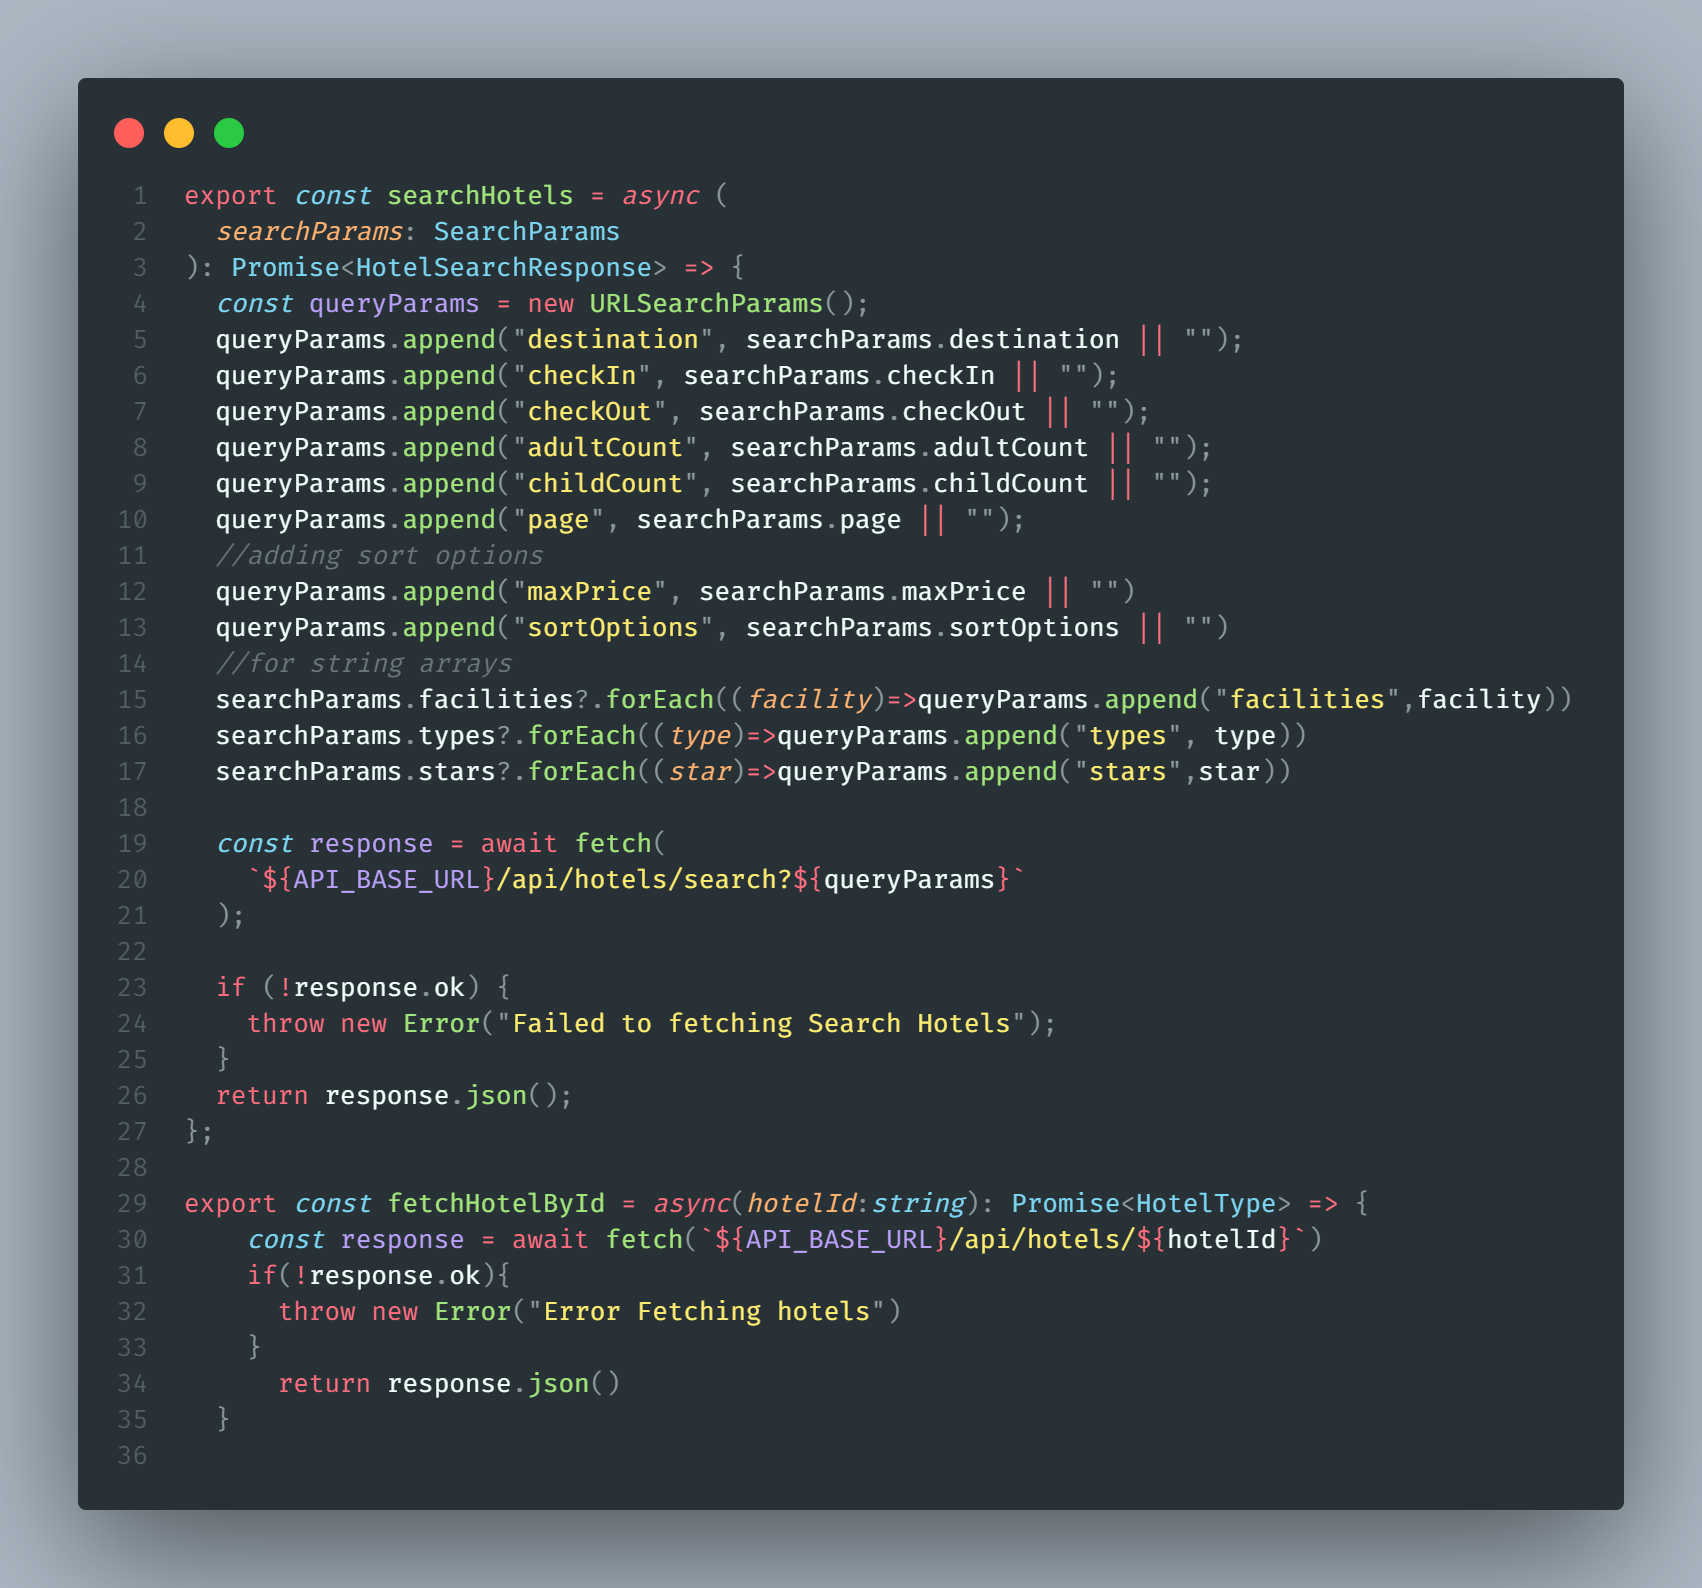 1 export const searchHotels = async (
2   searchParams: SearchParams
3 ): Promise<HotelSearchResponse> => {
4   const queryParams = new URLSearchParams();
5   queryParams.append("destination", searchParams.destination || "");
6   queryParams.append("checkIn", searchParams.checkIn || "");
7   queryParams.append("checkOut", searchParams.checkOut || "");
8   queryParams.append("adultCount", searchParams.adultCount || "");
9   queryParams.append("childCount", searchParams.childCount || "");
10   queryParams.append("page", searchParams.page || "");
11   //adding sort options
12   queryParams.append("maxPrice", searchParams.maxPrice || "")
13   queryParams.append("sortOptions", searchParams.sortOptions || "")
14   //for string arrays
15   searchParams.facilities?.forEach((facility)=>queryParams.append("facilities",facility))
16   searchParams.types?.forEach((type)=>queryParams.append("types", type))
17   searchParams.stars?.forEach((star)=>queryParams.append("stars",star))
18
19   const response = await fetch(
20     `${API_BASE_URL}/api/hotels/search?${queryParams}`
21   );
22
23   if (!response.ok) {
24     throw new Error("Failed to fetching Search Hotels");
25   }
26   return response.json();
27 };
28
29 export const fetchHotelById = async(hotelId:string): Promise<HotelType> => {
30     const response = await fetch(`${API_BASE_URL}/api/hotels/${hotelId}`)
31     if(!response.ok){
32       throw new Error("Error Fetching hotels")
33     }
34       return response.json()
35   }
36